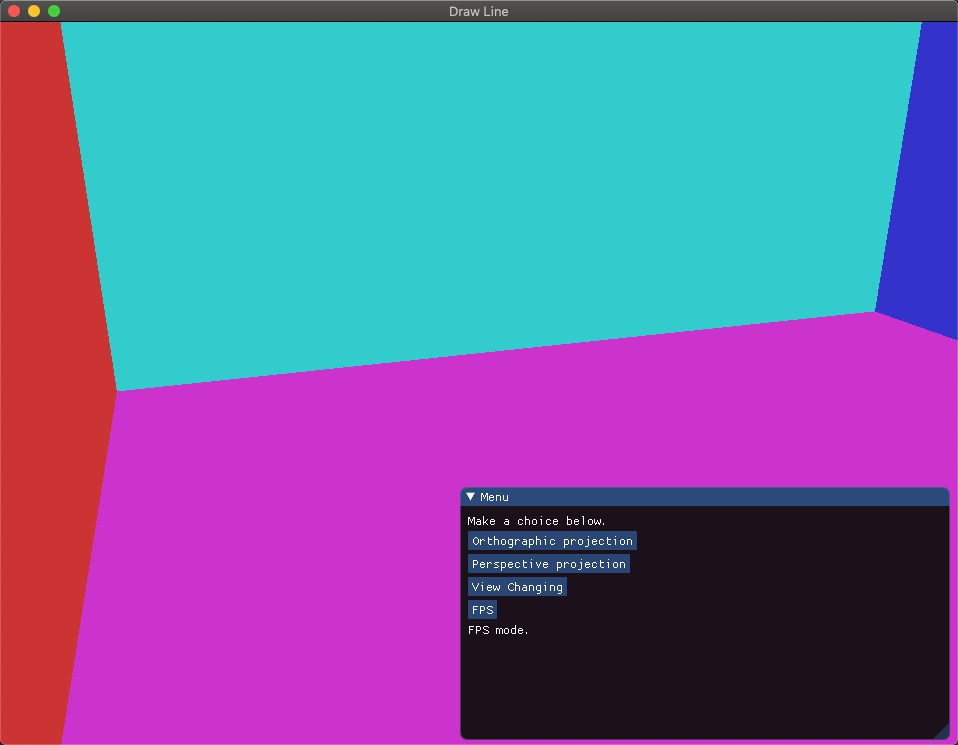 Draw Line
Menu
Make a choice below.
Orthographic projection
Perspective projection
View Changing
FPS
FPS mode.